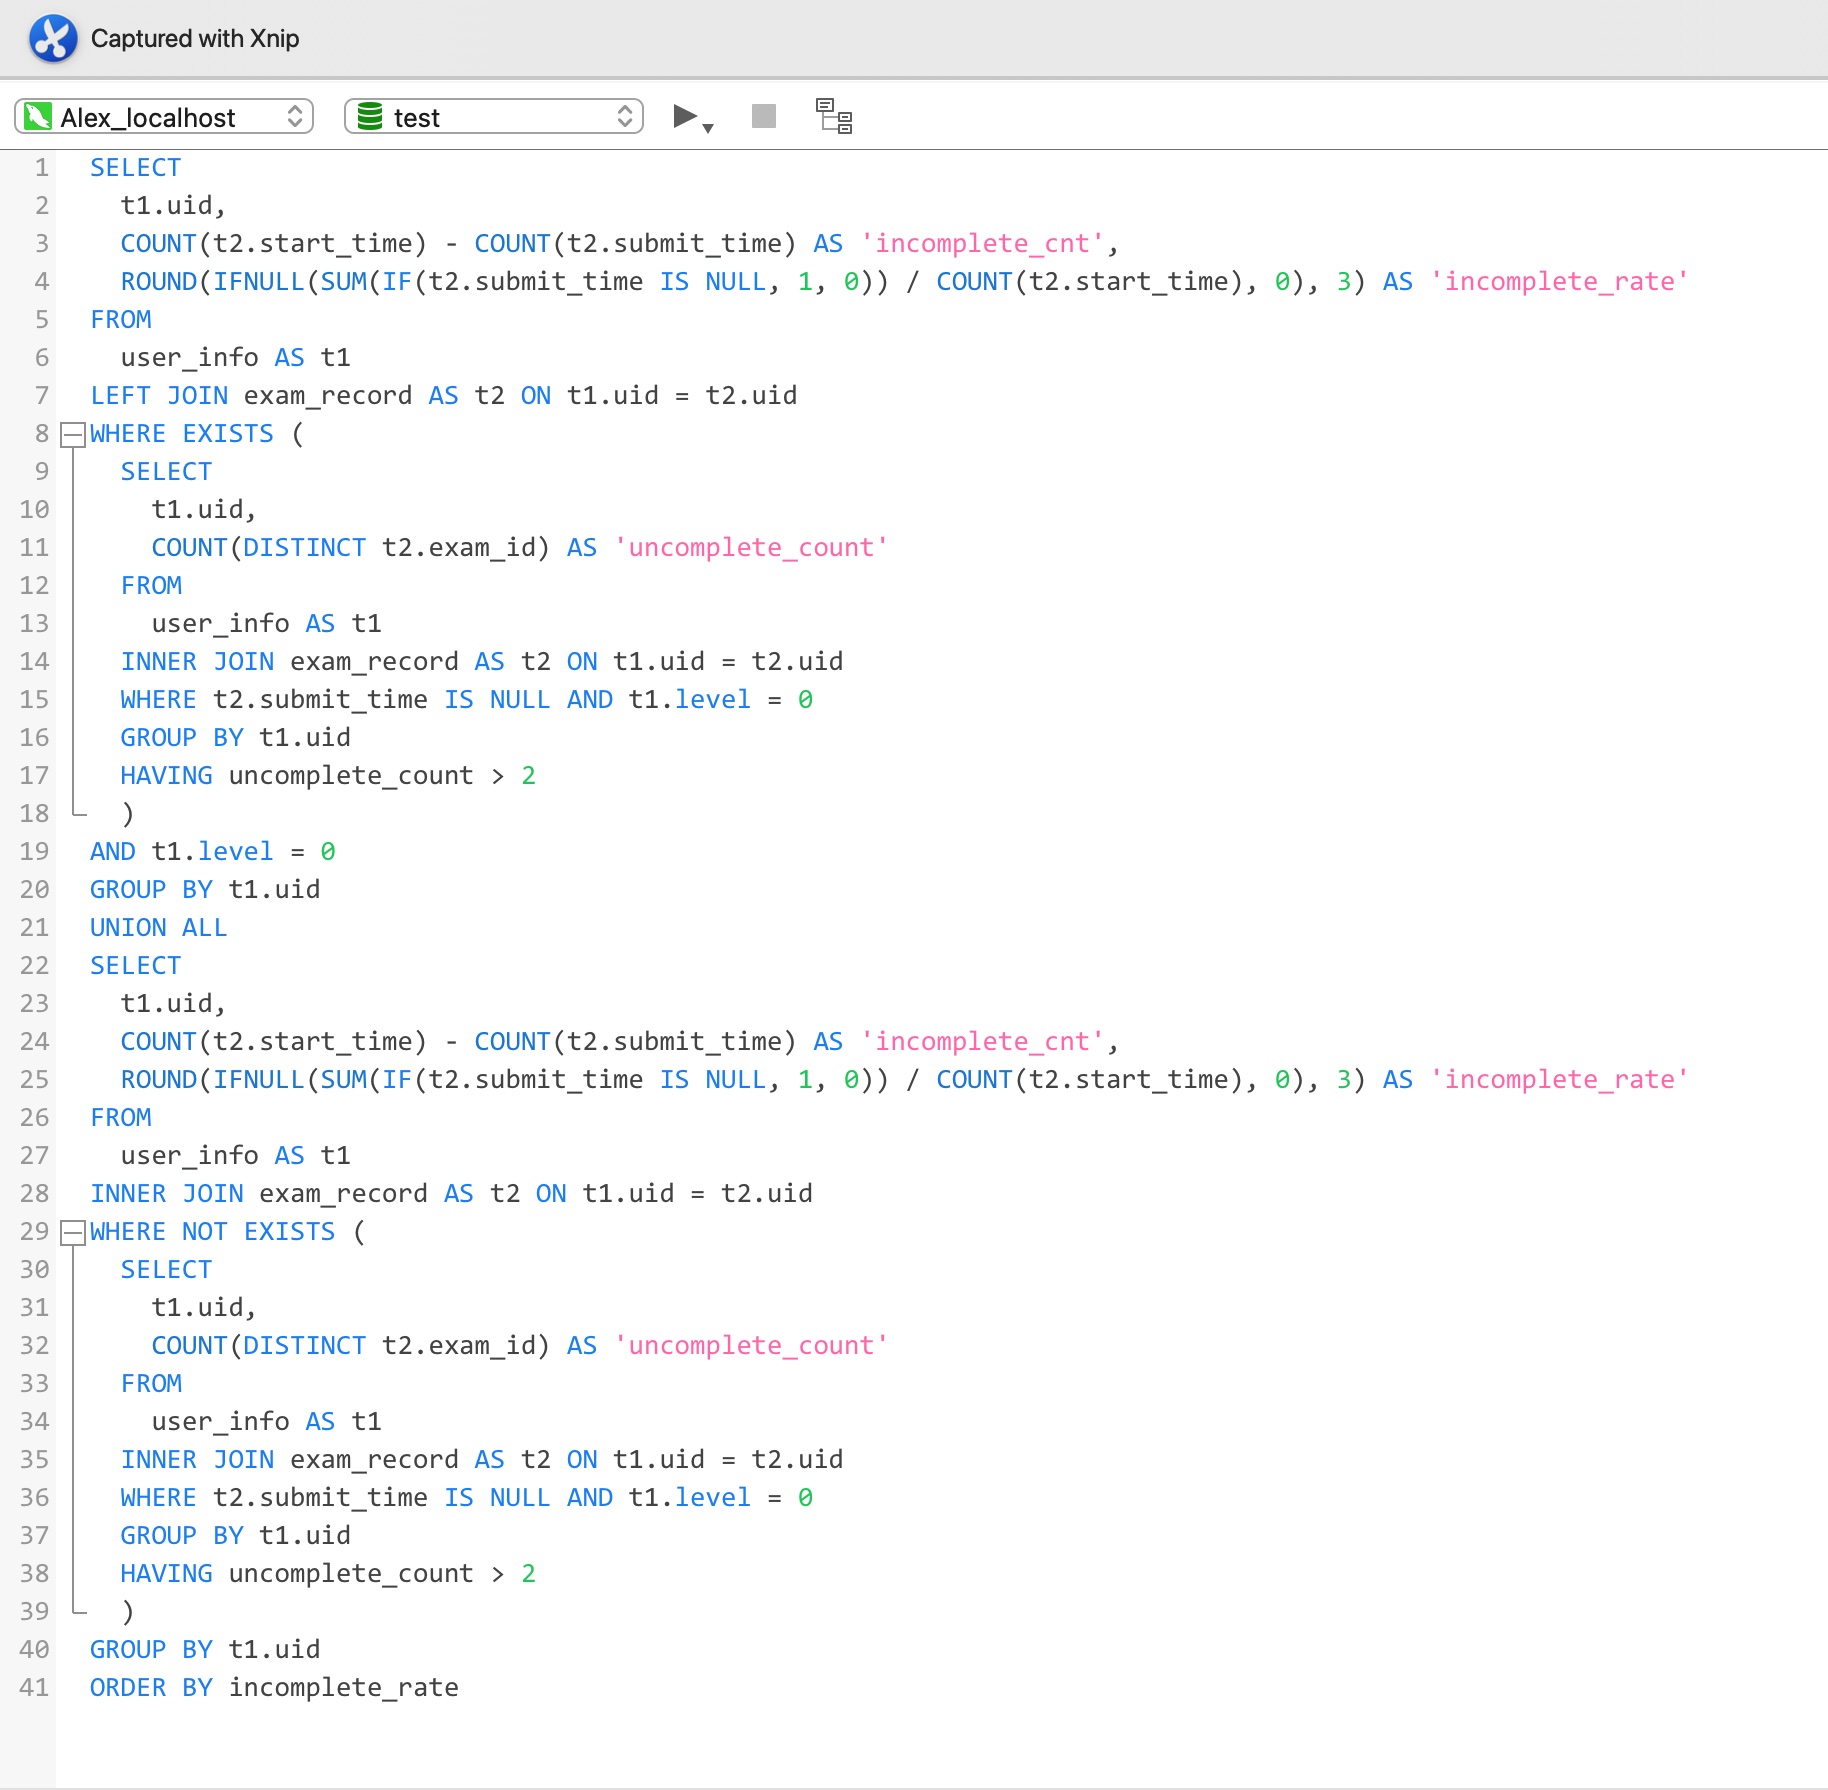 Captured with Xnip
Alex_localhost test
1 SELECT
2 t1.uid,
3 COUNT(t2.start_time) - COUNT(t2.submit_time) AS 'incomplete_cnt',
4 ROUND(IFNULL(SUM(IF(t2.submit_time IS NULL, 1, 0)) / COUNT(t2.start_time), 0), 3) AS 'incomplete_rate'
5 FROM
6 user_info AS t1
7 LEFT JOIN exam_record AS t2 ON t1.uid = t2.uid
8 WHERE EXISTS (
9 SELECT
10 t1.uid,
11 COUNT(DISTINCT t2.exam_id) AS 'uncomplete_count'
12 FROM
13 user_info AS t1
14 INNER JOIN exam_record AS t2 ON t1.uid = t2.uid
15 WHERE t2.submit_time IS NULL AND t1.level = 0
16 GROUP BY t1.uid
17 HAVING uncomplete_count > 2
18 )
19 AND t1.level = 0
20 GROUP BY t1.uid
21 UNION ALL
22 SELECT
23 t1.uid,
24 COUNT(t2.start_time) - COUNT(t2.submit_time) AS 'incomplete_cnt',
25 ROUND(IFNULL(SUM(IF(t2.submit_time IS NULL, 1, 0)) / COUNT(t2.start_time), 0), 3) AS 'incomplete_rate'
26 FROM
27 user_info AS t1
28 INNER JOIN exam_record AS t2 ON t1.uid = t2.uid
29 WHERE NOT EXISTS (
30 SELECT
31 t1.uid,
32 COUNT(DISTINCT t2.exam_id) AS 'uncomplete_count'
33 FROM
34 user_info AS t1
35 INNER JOIN exam_record AS t2 ON t1.uid = t2.uid
36 WHERE t2.submit_time IS NULL AND t1.level = 0
37 GROUP BY t1.uid
38 HAVING uncomplete_count > 2
39 )
40 GROUP BY t1.uid
41 ORDER BY incomplete_rate